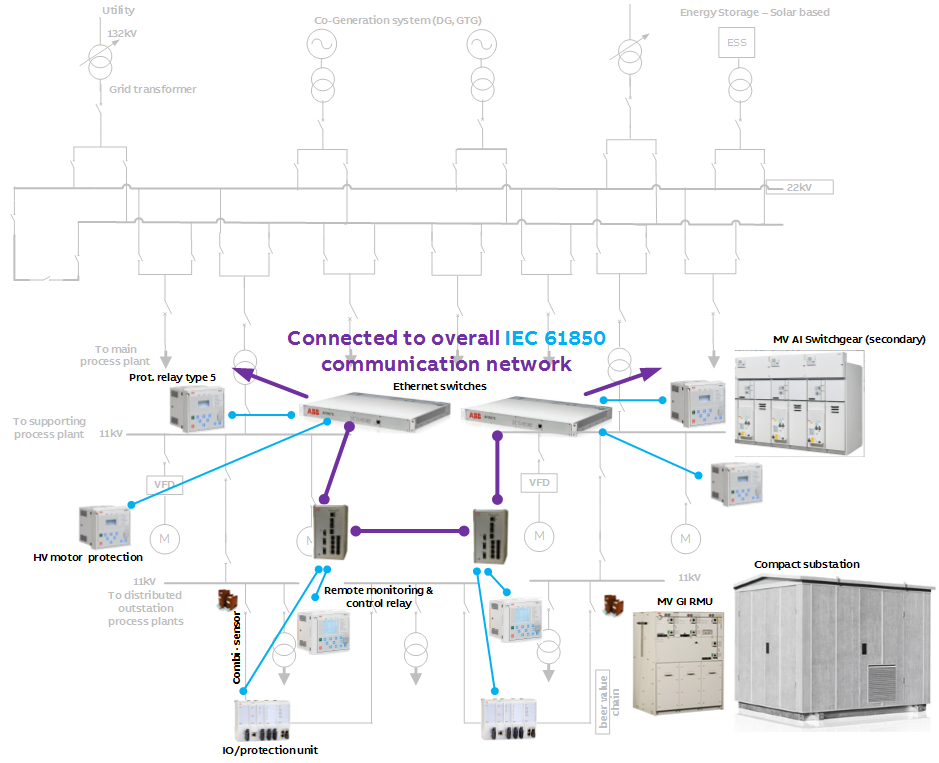 Utility
Co-Generation system (DG, GTG)
Energy Storage – Solar based
132kV
ESS
Grid transformer
22kV
Connected to overall IEC 61850
communication network
To main
process plant
MV AI Switchgear (secondary)
Prot. relay type 5
Ethernet switches
ABB
ABB
To supporting
process plant
11kV
VFD
VFD
M
M
M
M
HV motor protection
11kV
11kV
To distributed
outstation
process plants
Remote monitoring &
control relay
Compact substation
MV GI RMU
Combi - sensor
beer value
chain
IO/protection unit